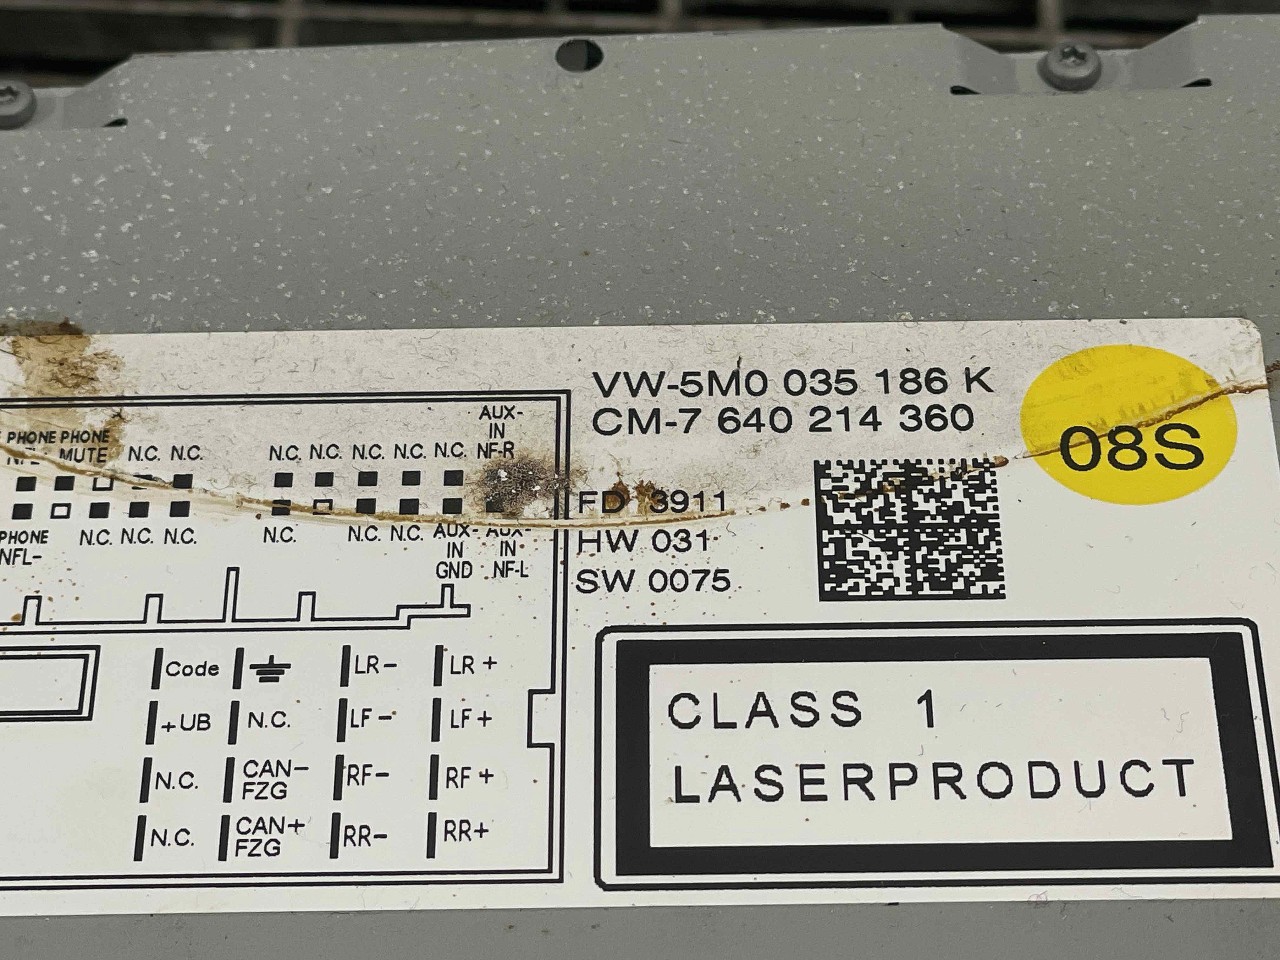 VW-5M0 035 186 K
CM-7 640 214 360
08S
FD 3911
HW 031
SW 0075
CLASS 1
LASERPRODUCT
PHONE PHONE AUX-
NFL- MUTE N.C. N.C. N.C. N.C. N.C. N.C. N.C. IN
NF-R
PHONE N.C. N.C. N.C. N.C. N.C. N.C. AUX- AUX-
NFL- IN IN
GND NF-L
Code LR- LR+
+UB N.C. LF- LF+
N.C. CAN- RF- RF+
FZG
N.C. CAN+ RR- RR+
FZG